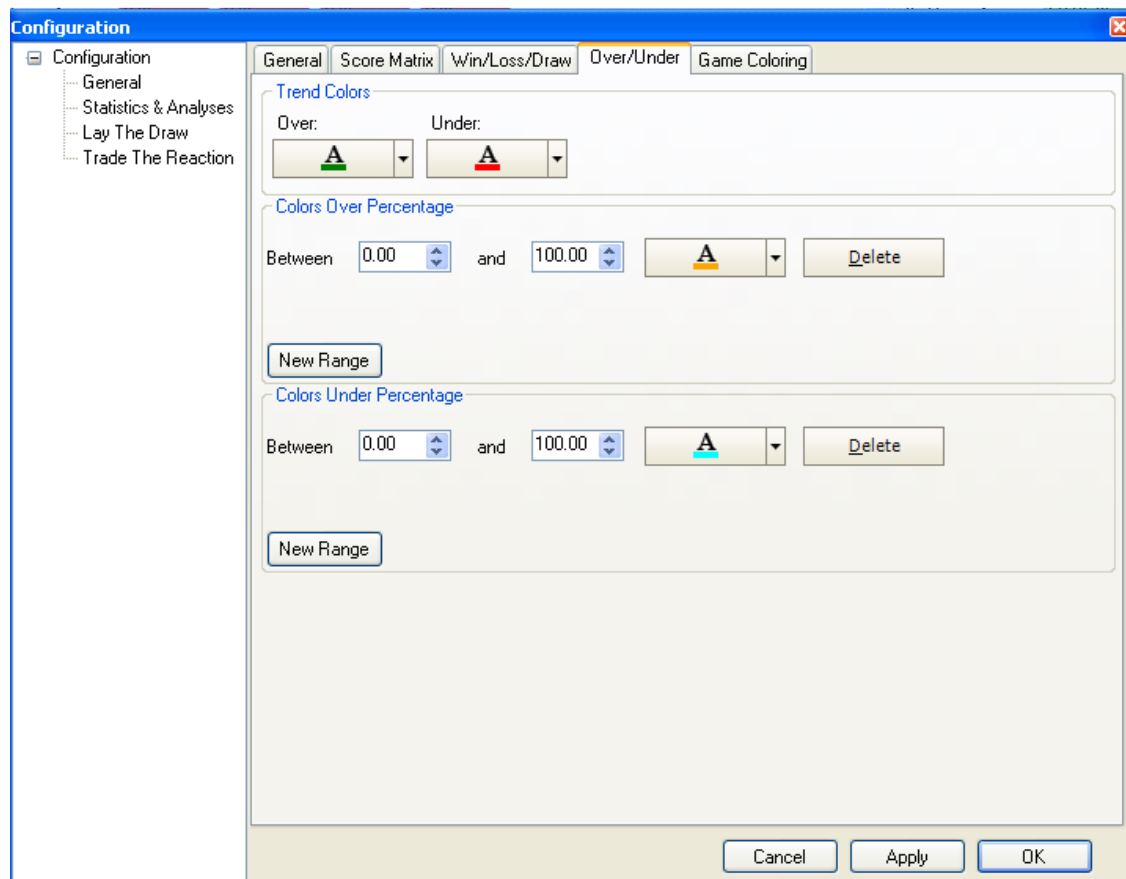 Configuration
Configuration
General
Statistics & Analyses
Lay The Draw
Trade The Reaction
General Score Matrix Win/Loss/Draw Over/Under Game Coloring
Trend Colors
Over: Under:
A A
Colors Over Percentage
Between 0.00 and 100.00 A Delete
New Range
Colors Under Percentage
Between 0.00 and 100.00 A Delete
New Range
Cancel Apply OK